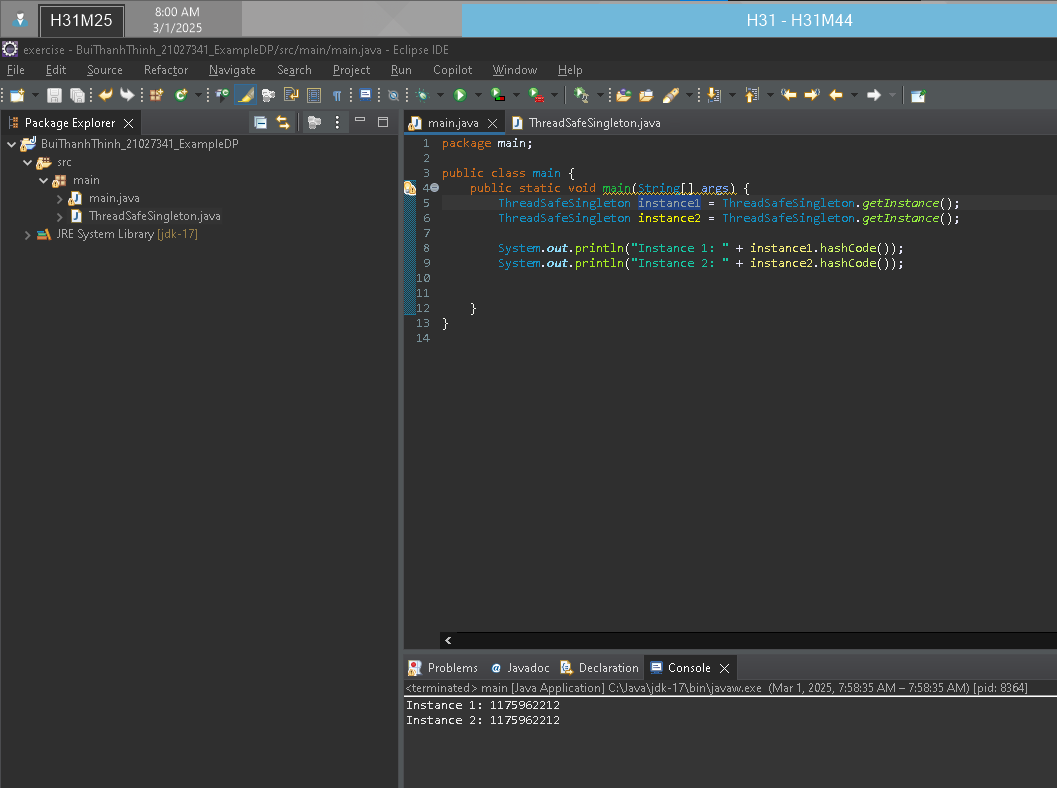 H31M25
8:00 AM
3/1/2025
H31 - H31M44
exercise - BuiThanhThinh_21027341_ExampleDP/src/main/main.java - Eclipse IDE
File Edit Source Refactor Navigate Search Project Run Copilot Window Help
Package Explorer
BuiThanhThinh_21027341_ExampleDP
src
main
main.java
ThreadSafeSingleton.java
JRE System Library [jdk-17]
main.java ThreadSafeSingleton.java
1 package main;
2
3 public class main {
4 public static void main(String[] args) {
5 ThreadSafeSingleton instance1 = ThreadSafeSingleton.getInstance();
6 ThreadSafeSingleton instance2 = ThreadSafeSingleton.getInstance();
7
8 System.out.println("Instance 1: " + instance1.hashCode());
9 System.out.println("Instance 2: " + instance2.hashCode());
10
11
12 }
13 }
14
Problems Javadoc Declaration Console
<terminated> main [Java Application] C:\Java\jdk-17\bin\javaw.exe (Mar 1, 2025, 7:58:35 AM – 7:58:35 AM) [pid: 8364]
Instance 1: 1175962212
Instance 2: 1175962212